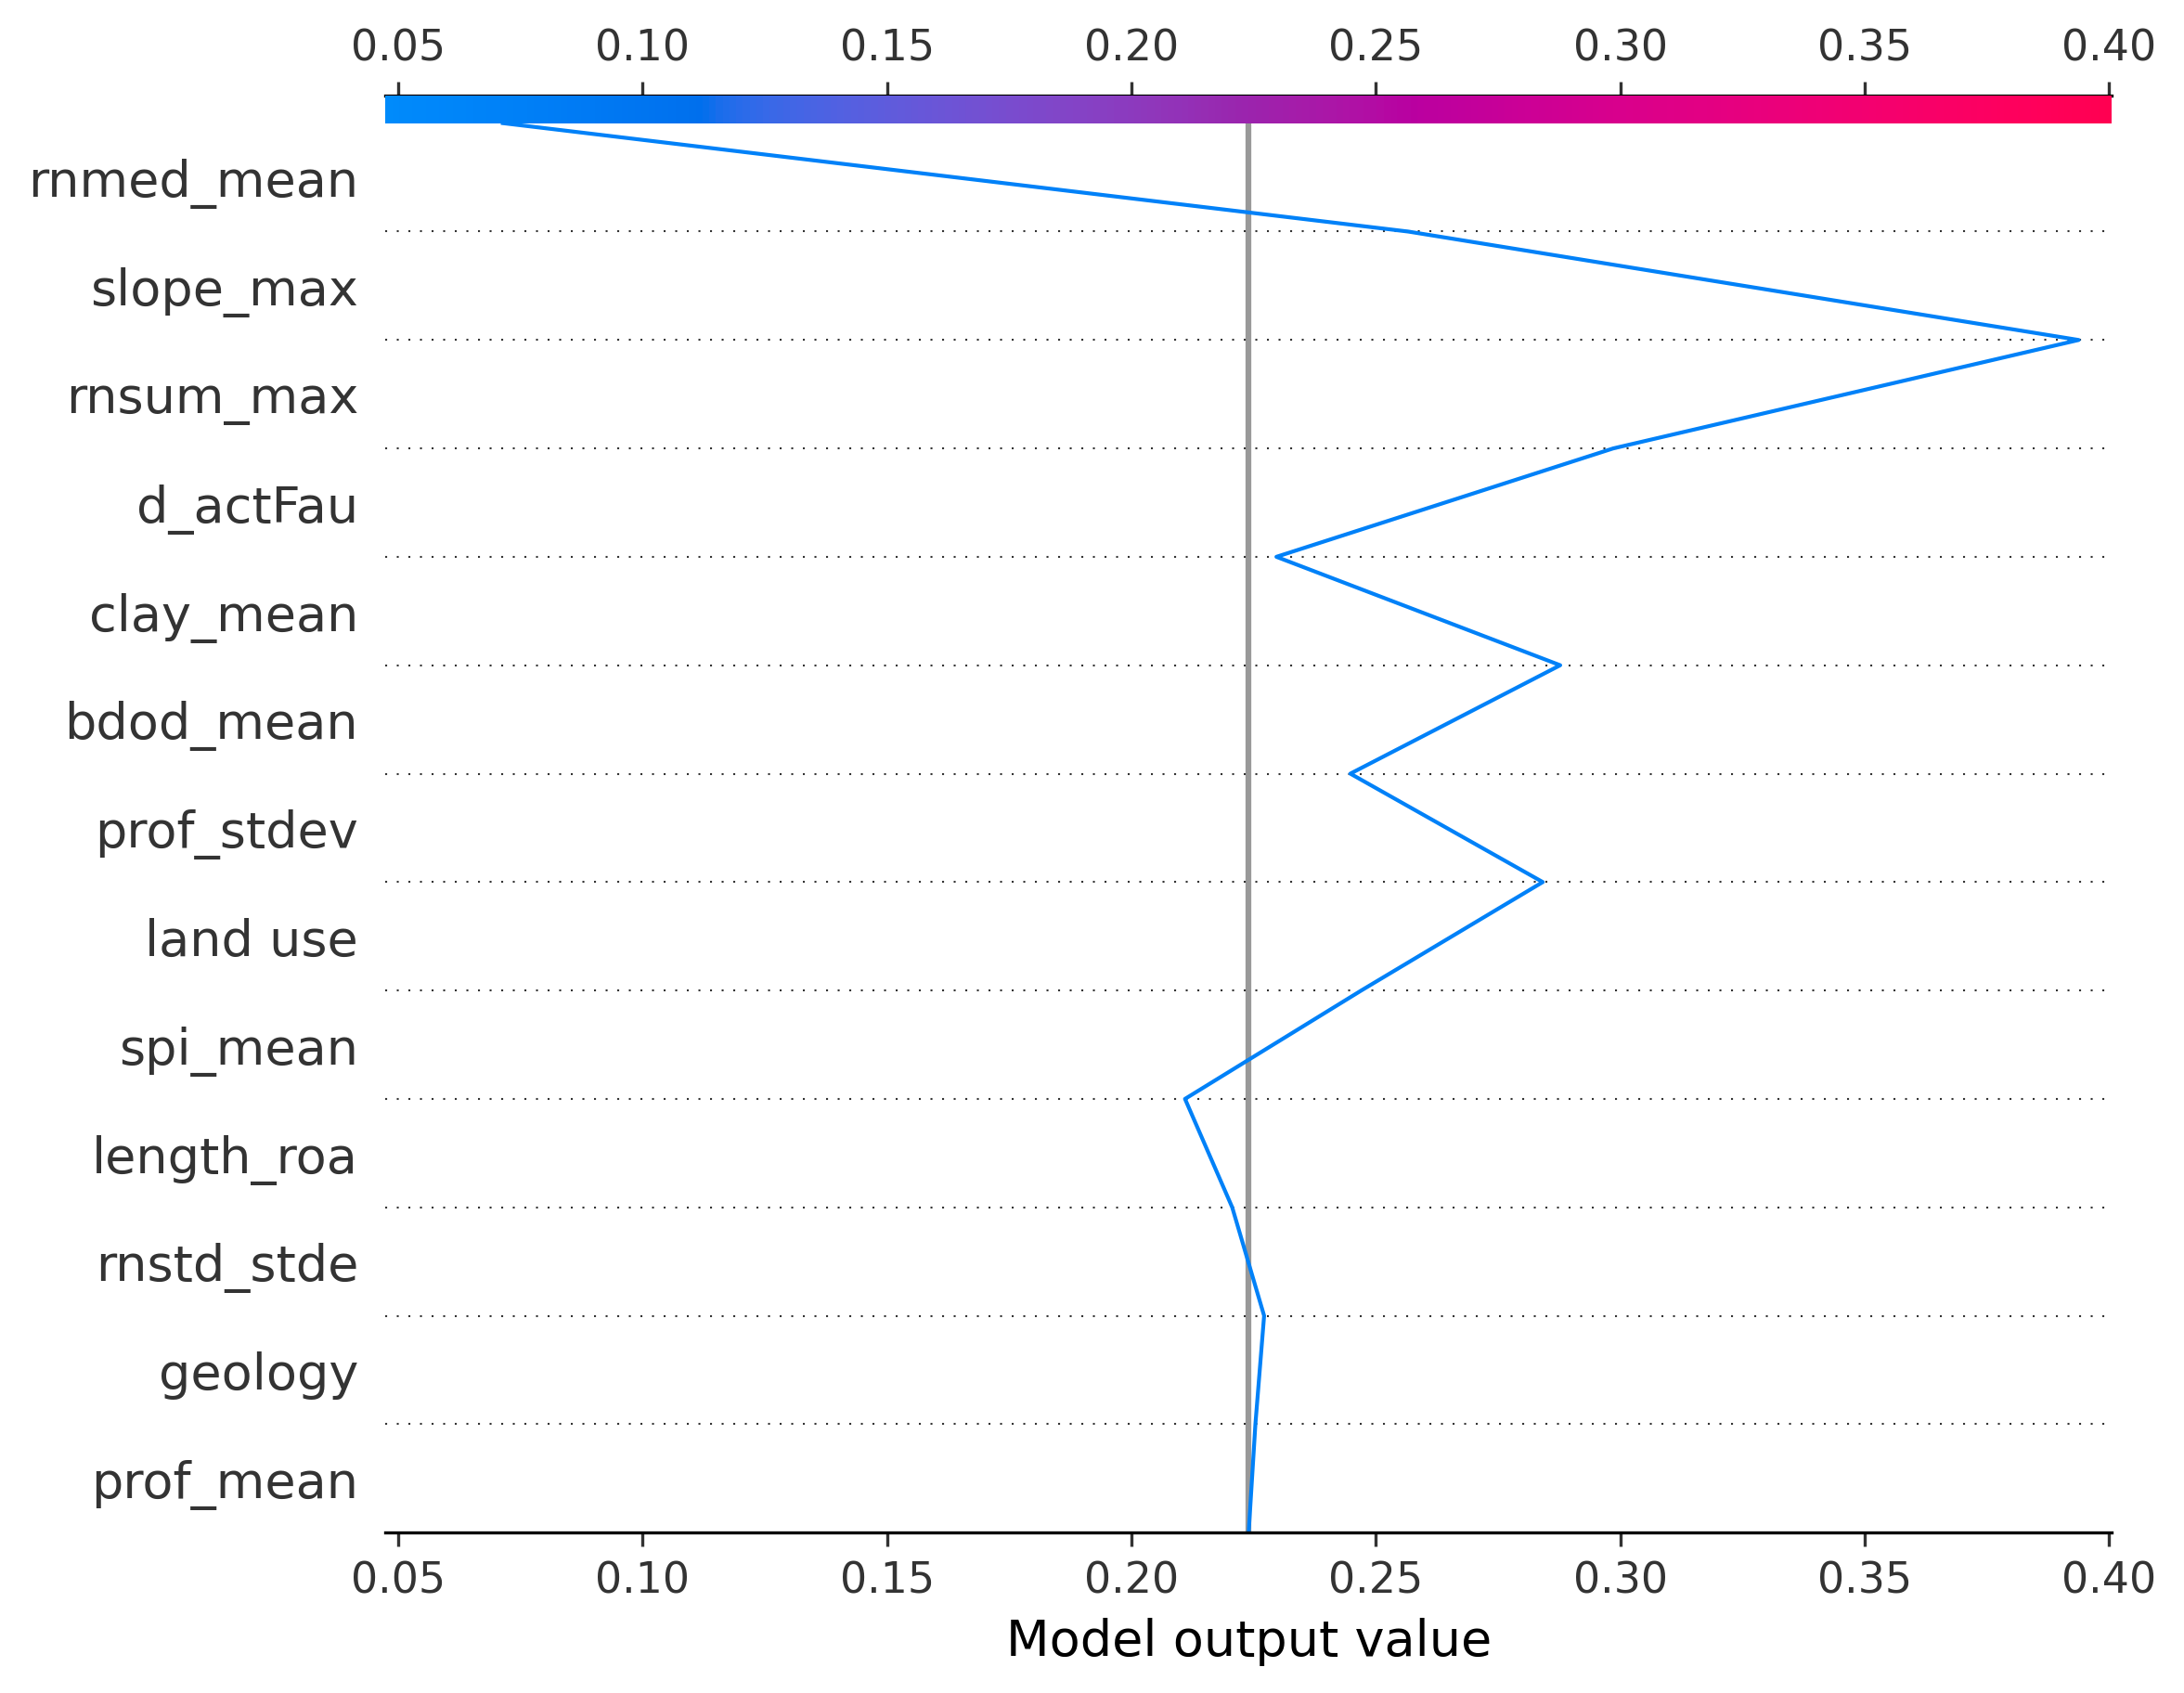 0.05 0.10 0.15 0.20 0.25 0.30 0.35 0.40
rnmed_mean
slope_max
rnsum_max
d_actFau
clay_mean
bdod_mean
prof_stdev
land use
spi_mean
length_roa
rnstd_stde
geology
prof_mean
0.05 0.10 0.15 0.20 0.25 0.30 0.35 0.40
Model output value